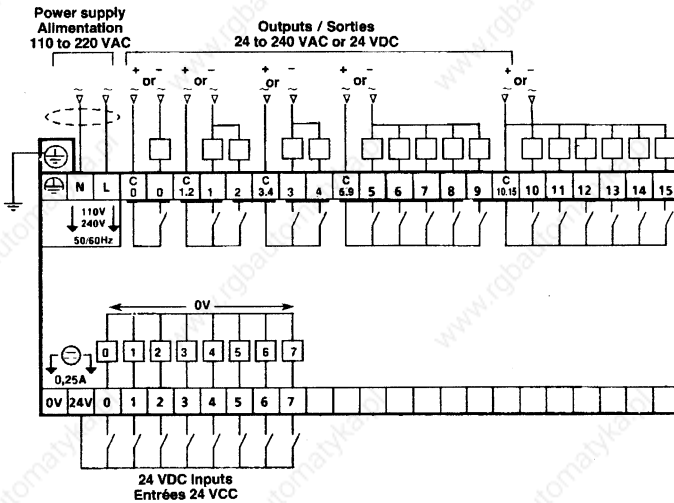 Power supply
Alimentation
110 to 220 VAC
Outputs / Sorties
24 to 240 VAC or 24 VDC
~ ~ + or − ~ ~ + or − ~ ~ + or − ~ ~ + or − ~ ~ + or − ~ ~
N L C 0 0 C 1.2 1 2 C 3.4 3 4 C 5.9 5 6 7 8 9 C 10.15 10 11 12 13 14 15
110V
240V
50/60Hz
0V
0 1 2 3 4 5 6 7
0,25A
0V 24V 0 1 2 3 4 5 6 7
24 VDC Inputs
Entrées 24 VCC
www.rgbautomatyka.pl